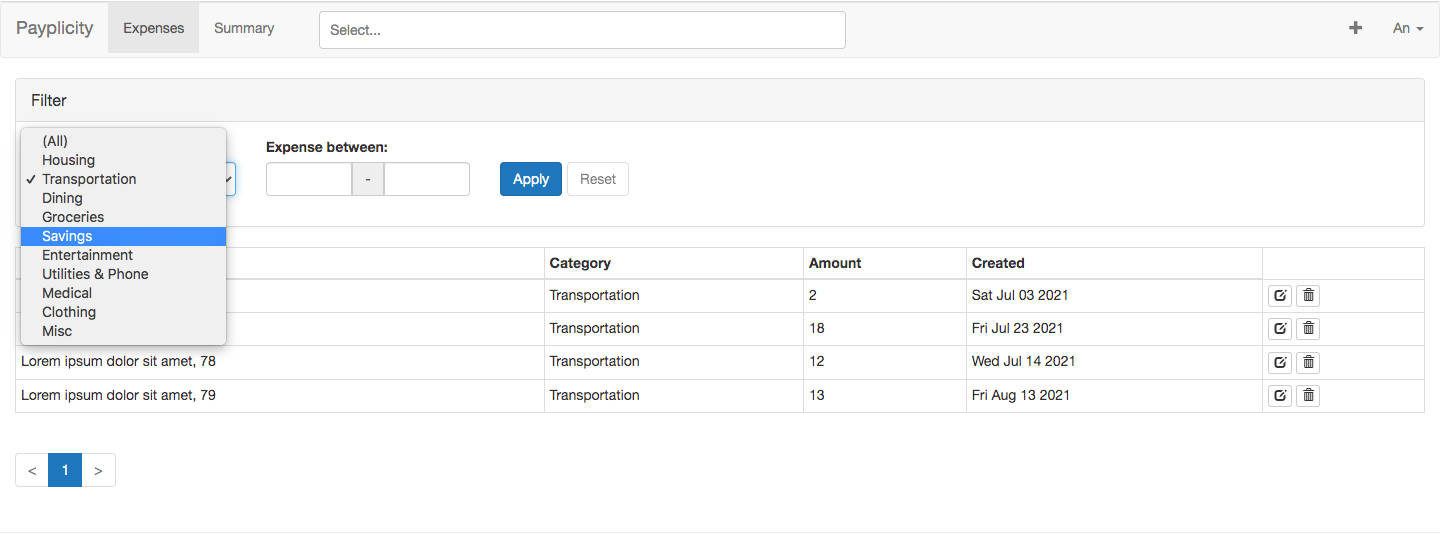 Payplicity Expenses Summary Select... An
Filter
(All)
Housing
Transportation
Dining
Groceries
Savings
Entertainment
Utilities & Phone
Medical
Clothing
Misc
Expense between:
- Apply Reset
Category Amount Created
Transportation 2 Sat Jul 03 2021
Transportation 18 Fri Jul 23 2021
Lorem ipsum dolor sit amet, 78 Transportation 12 Wed Jul 14 2021
Lorem ipsum dolor sit amet, 79 Transportation 13 Fri Aug 13 2021
< 1 >